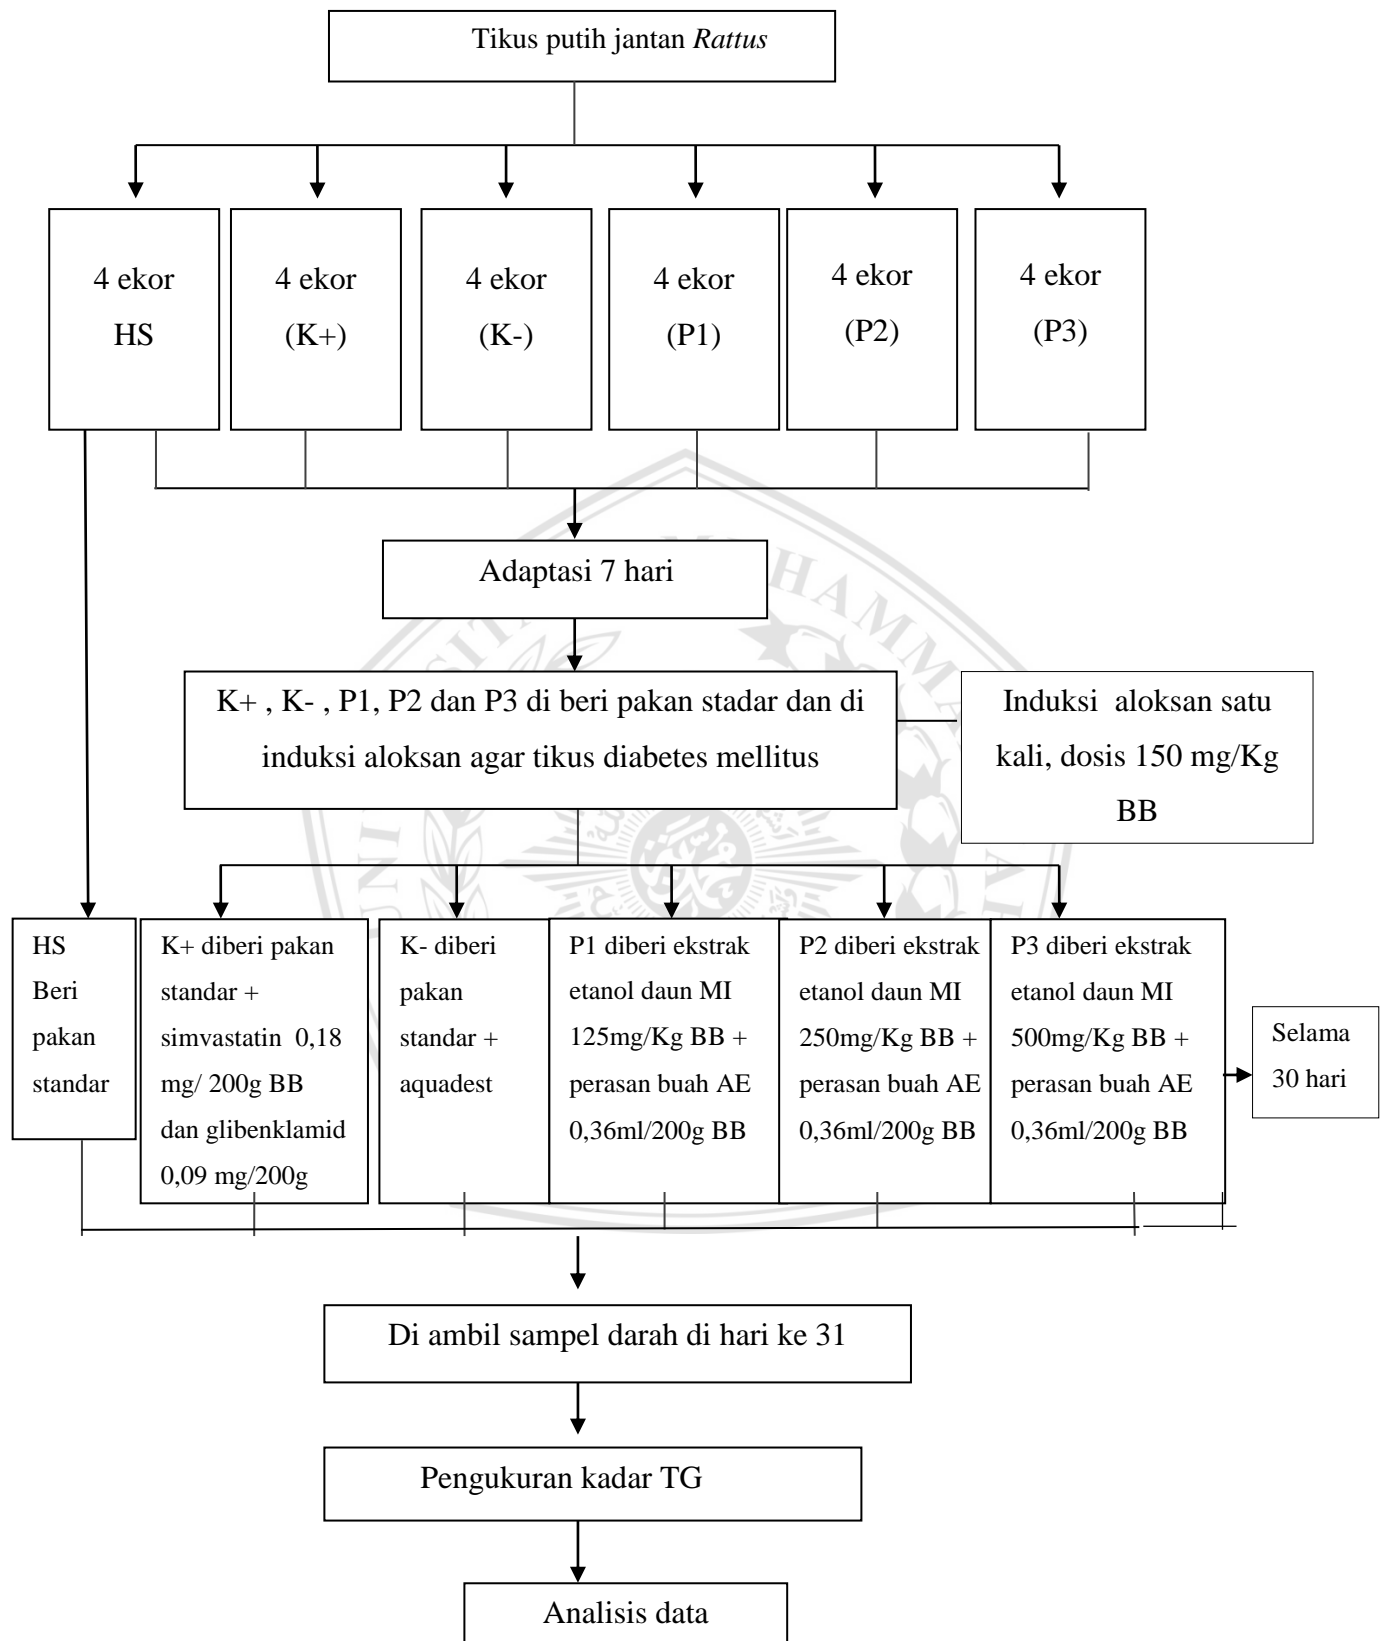 Tikus putih jantan Rattus
4 ekor
HS
4 ekor
(K+)
4 ekor
(K-)
4 ekor
(P1)
4 ekor
(P2)
4 ekor
(P3)
Adaptasi 7 hari
K+ , K- , P1, P2 dan P3 di beri pakan stadar dan di
induksi aloksan agar tikus diabetes mellitus
Induksi aloksan satu
kali, dosis 150 mg/Kg
BB
HS
Beri
pakan
standar
K+ diberi pakan
standar +
simvastatin 0,18
mg/ 200g BB
dan glibenklamid
0,09 mg/200g
K- diberi
pakan
standar +
aquadest
P1 diberi ekstrak
etanol daun MI
125mg/Kg BB +
perasan buah AE
0,36ml/200g BB
P2 diberi ekstrak
etanol daun MI
250mg/Kg BB +
perasan buah AE
0,36ml/200g BB
P3 diberi ekstrak
etanol daun MI
500mg/Kg BB +
perasan buah AE
0,36ml/200g BB
Selama
30 hari
Di ambil sampel darah di hari ke 31
Pengukuran kadar TG
Analisis data